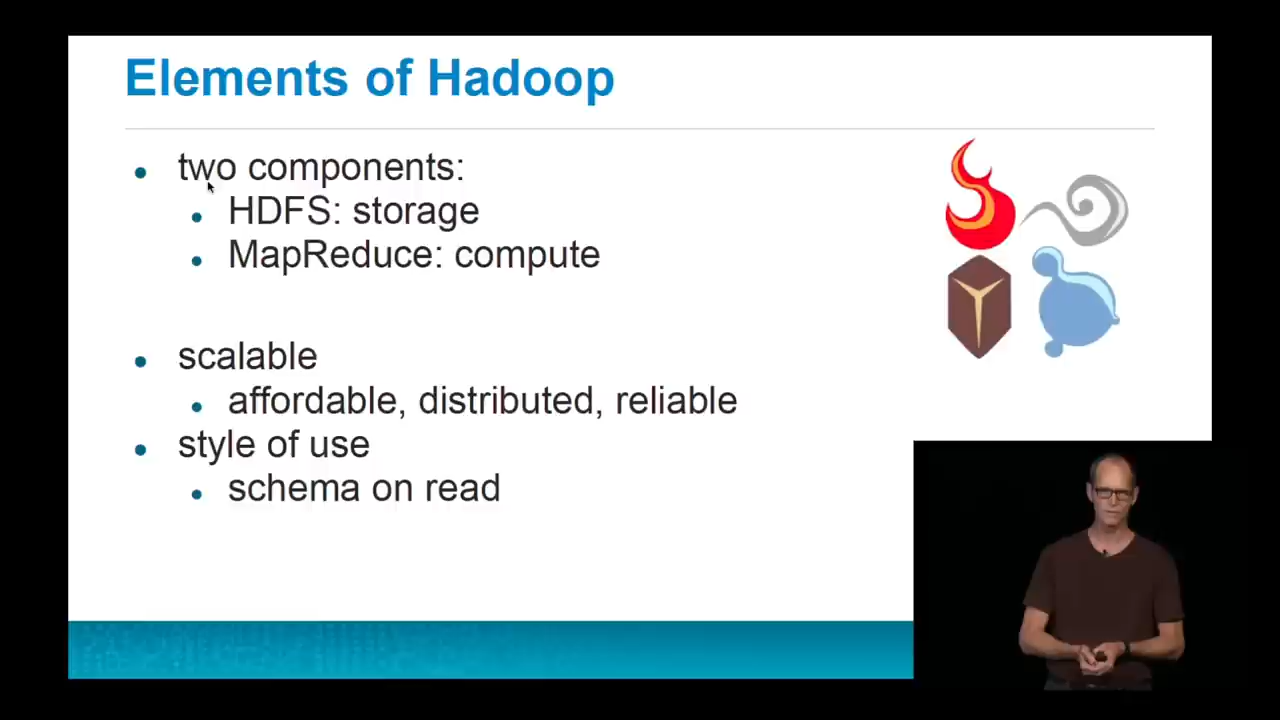 Elements of Hadoop
two components:
HDFS: storage
MapReduce: compute
scalable
affordable, distributed, reliable
style of use
schema on read